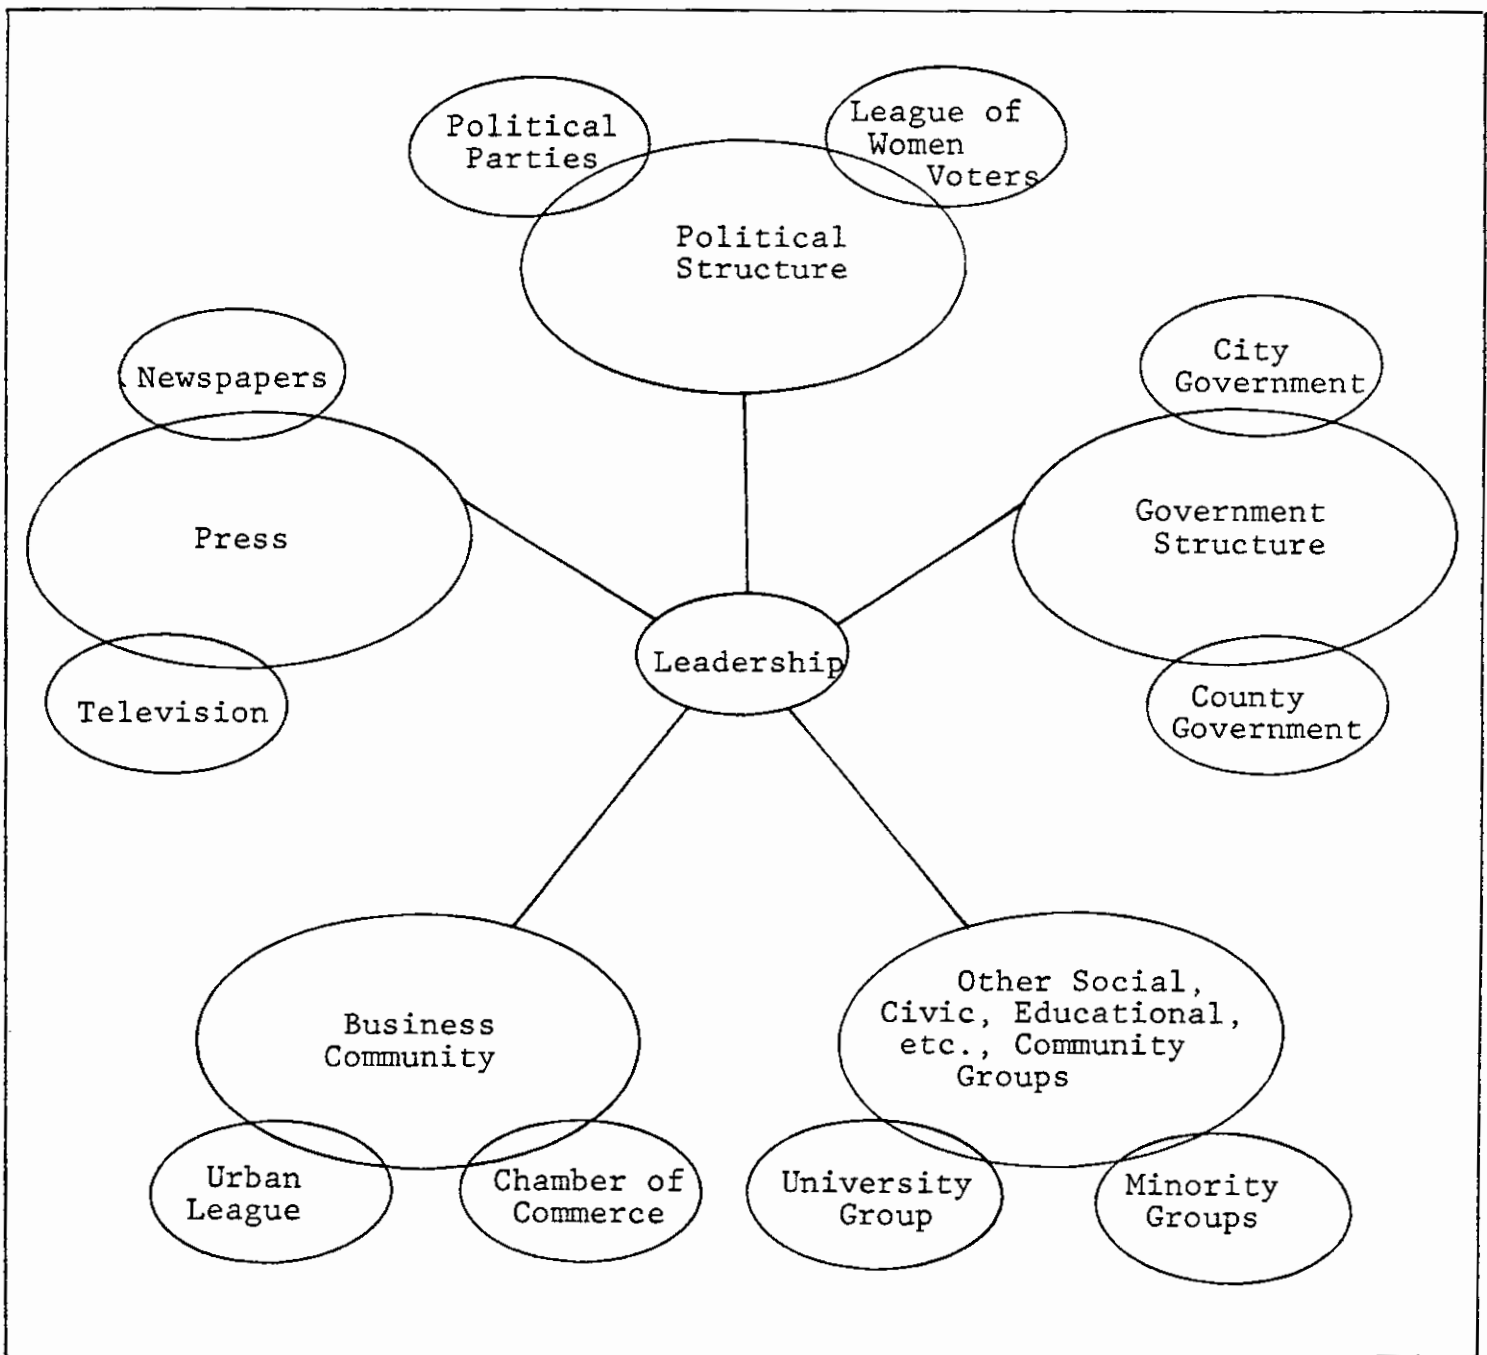 Political
Parties
League of
Women
Voters
Political
Structure
Newspapers
City
Government
Press
Government
Structure
Leadership
Television
County
Government
Business
Community
Other Social,
Civic, Educational,
etc., Community
Groups
Urban
League
Chamber of
Commerce
University
Group
Minority
Groups